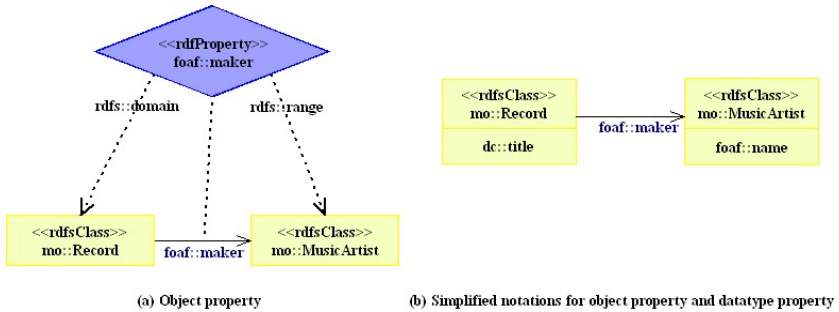 <<rdfProperty>>
foaf::maker
rdfs::domain
rdfs::range
<<rdfsClass>>
mo::Record
foaf::maker
<<rdfsClass>>
mo::MusicArtist
(a) Object property
<<rdfsClass>>
mo::Record
dc::title
foaf::maker
<<rdfsClass>>
mo::MusicArtist
foaf::name
(b) Simplified notations for object property and datatype property